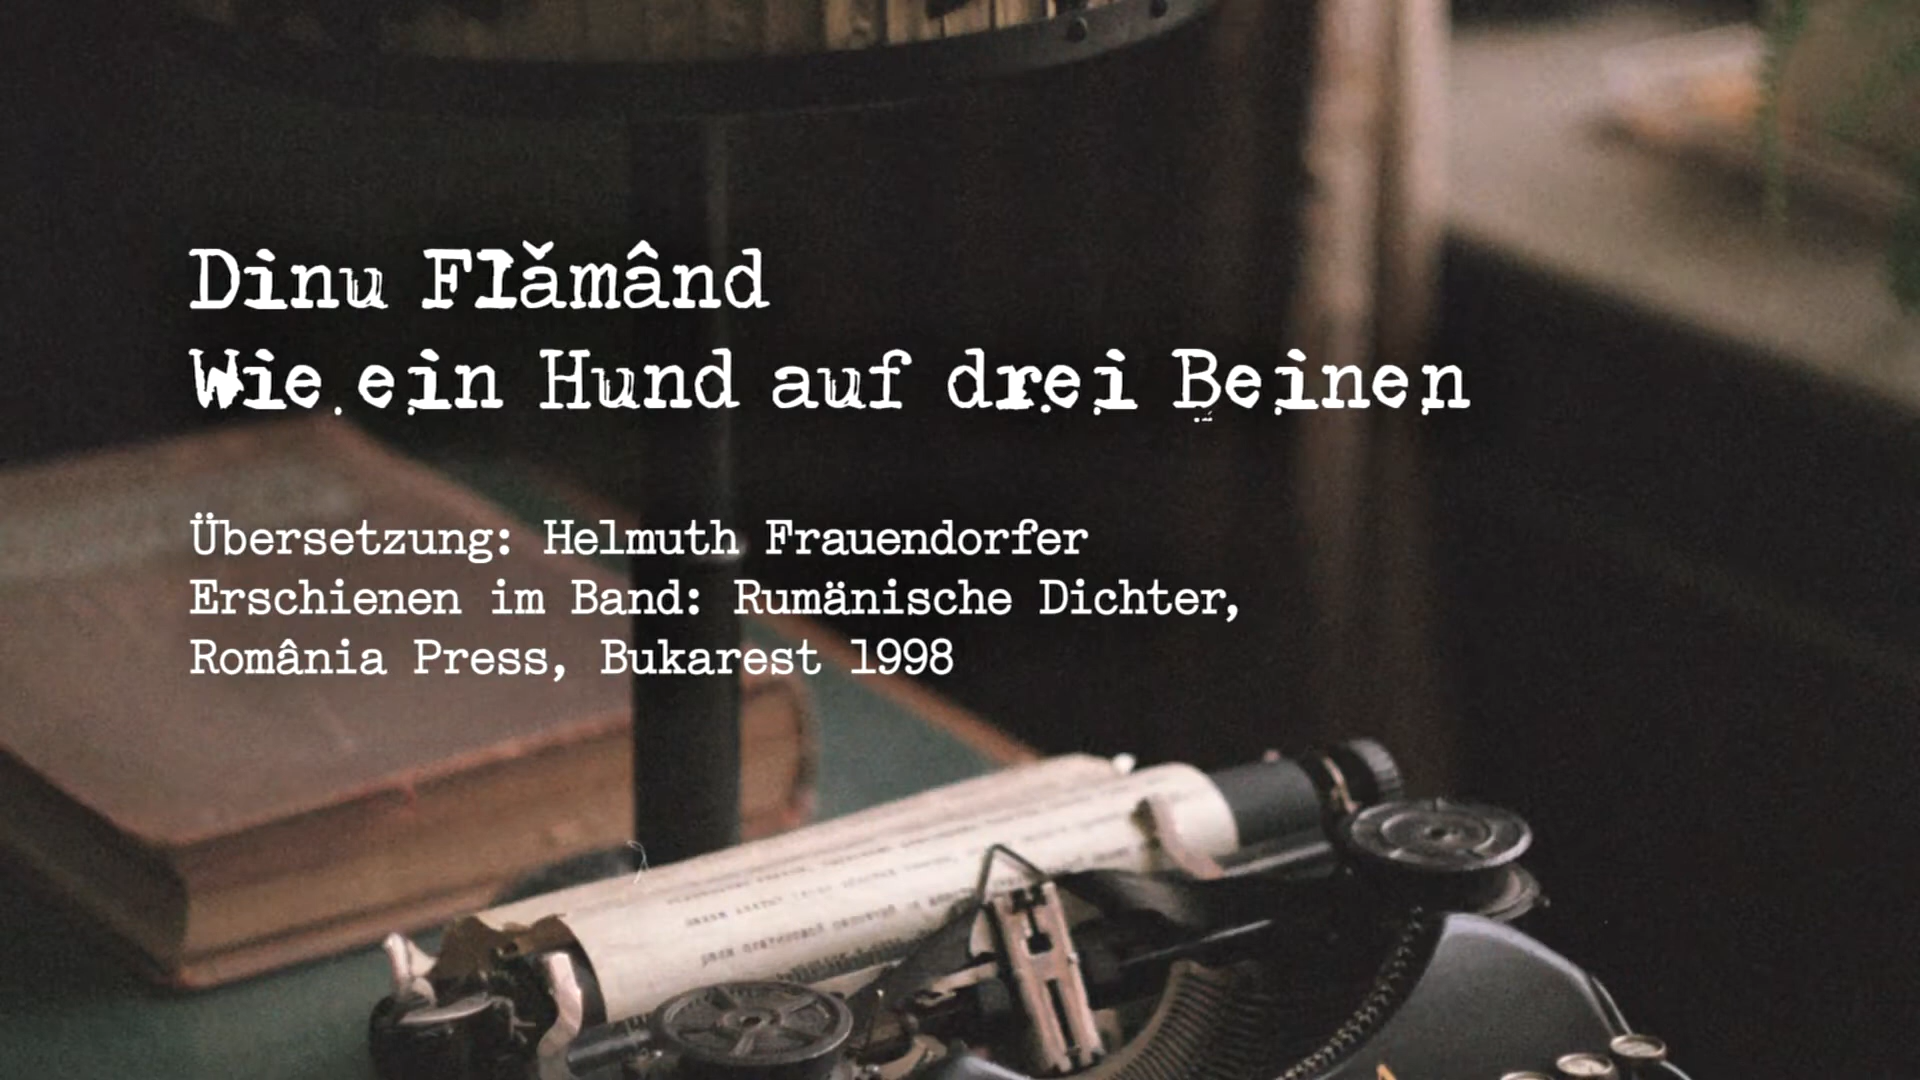 Dinu Flămând
Wie ein Hund auf drei Beinen
Übersetzung: Helmuth Frauendorfer
Erschienen im Band: Rumänische Dichter,
România Press, Bukarest 1998